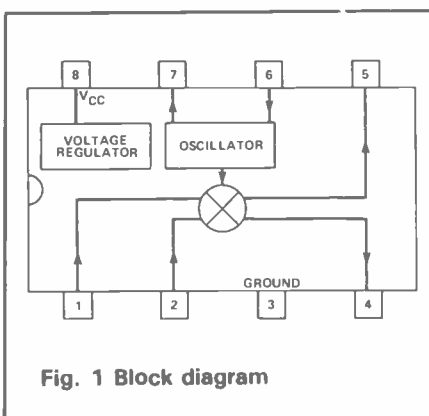 8 7 6 5
VCC
VOLTAGE OSCILLATOR
REGULATOR
GROUND
1 2 3 4
Fig. 1 Block diagram